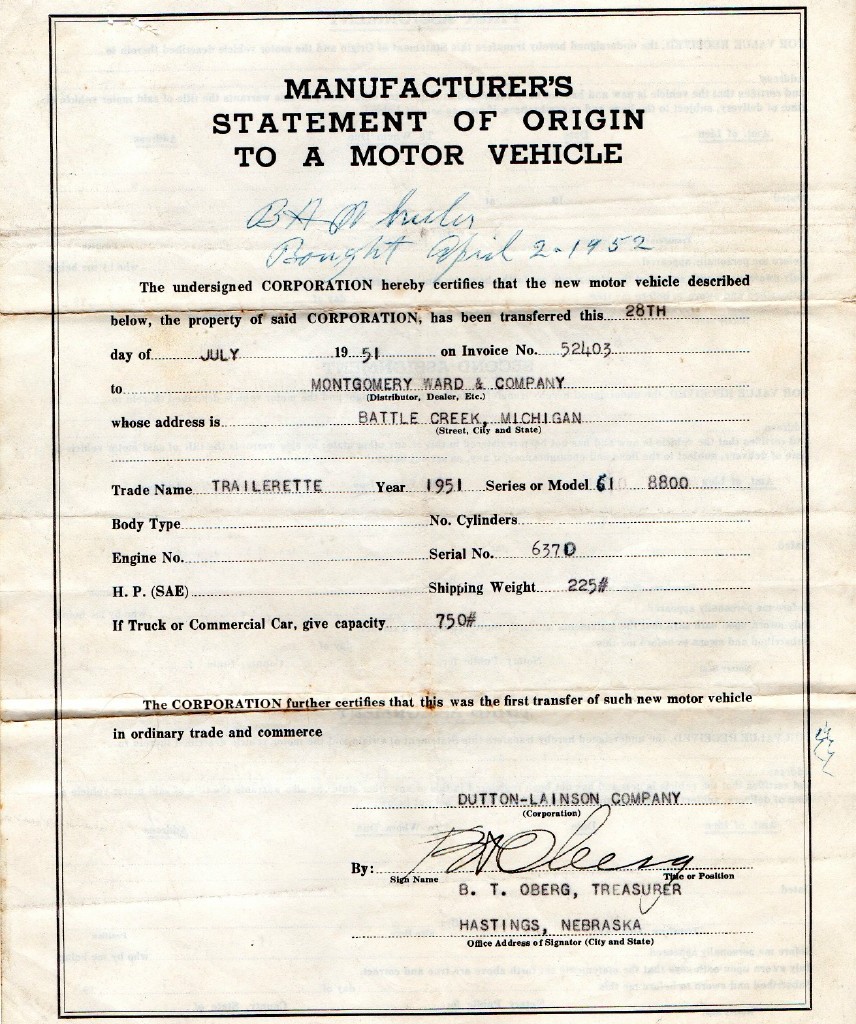 MANUFACTURER'S
STATEMENT OF ORIGIN
TO A MOTOR VEHICLE
BA
Bought April 2-1952
The undersigned CORPORATION hereby certifies that the new motor vehicle described
below, the property of said CORPORATION, has been transferred this 28TH
day of JULY 19 51 on Invoice No. 52403
to MONTGOMERY WARD & COMPANY
(Distributor, Dealer, Etc.)
whose address is BATTLE CREEK, MICHIGAN
(Street, City and State)
Trade Name TRAILERETTE Year 1951 Series or Model 61 8800
Body Type No. Cylinders
Engine No. Serial No. 6370
H. P. (SAE) Shipping Weight 225#
If Truck or Commercial Car, give capacity 750#
The CORPORATION further certifies that this was the first transfer of such new motor vehicle
in ordinary trade and commerce
DUTTON-LAINSON COMPANY
(Corporation)
By: BT Oberg
Sign Name Title or Position
B. T. OBERG, TREASURER
HASTINGS, NEBRASKA
Office Address of Signator (City and State)